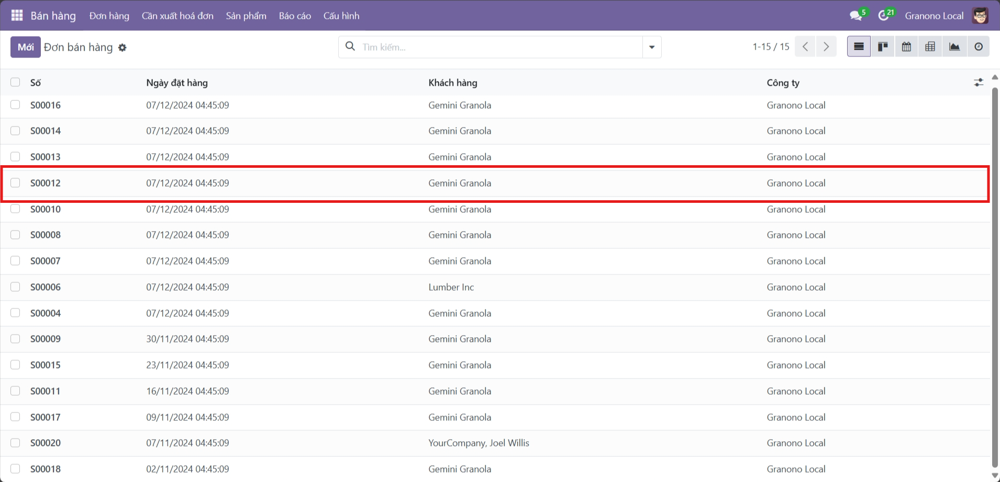 Bán hàng Đơn hàng Cần xuất hoá đơn Sản phẩm Báo cáo Cấu hình 5 21 Granono Local
Mới Đơn bán hàng Tìm kiếm... 1-15 / 15
Số Ngày đặt hàng Khách hàng Công ty
S00016 07/12/2024 04:45:09 Gemini Granola Granono Local
S00014 07/12/2024 04:45:09 Gemini Granola Granono Local
S00013 07/12/2024 04:45:09 Gemini Granola Granono Local
S00012 07/12/2024 04:45:09 Gemini Granola Granono Local
S00010 07/12/2024 04:45:09 Gemini Granola Granono Local
S00008 07/12/2024 04:45:09 Gemini Granola Granono Local
S00007 07/12/2024 04:45:09 Gemini Granola Granono Local
S00006 07/12/2024 04:45:09 Lumber Inc Granono Local
S00004 07/12/2024 04:45:09 Gemini Granola Granono Local
S00009 30/11/2024 04:45:09 Gemini Granola Granono Local
S00015 23/11/2024 04:45:09 Gemini Granola Granono Local
S00011 16/11/2024 04:45:09 Gemini Granola Granono Local
S00017 09/11/2024 04:45:09 Gemini Granola Granono Local
S00020 07/11/2024 04:45:09 YourCompany, Joel Willis Granono Local
S00018 02/11/2024 04:45:09 Gemini Granola Granono Local